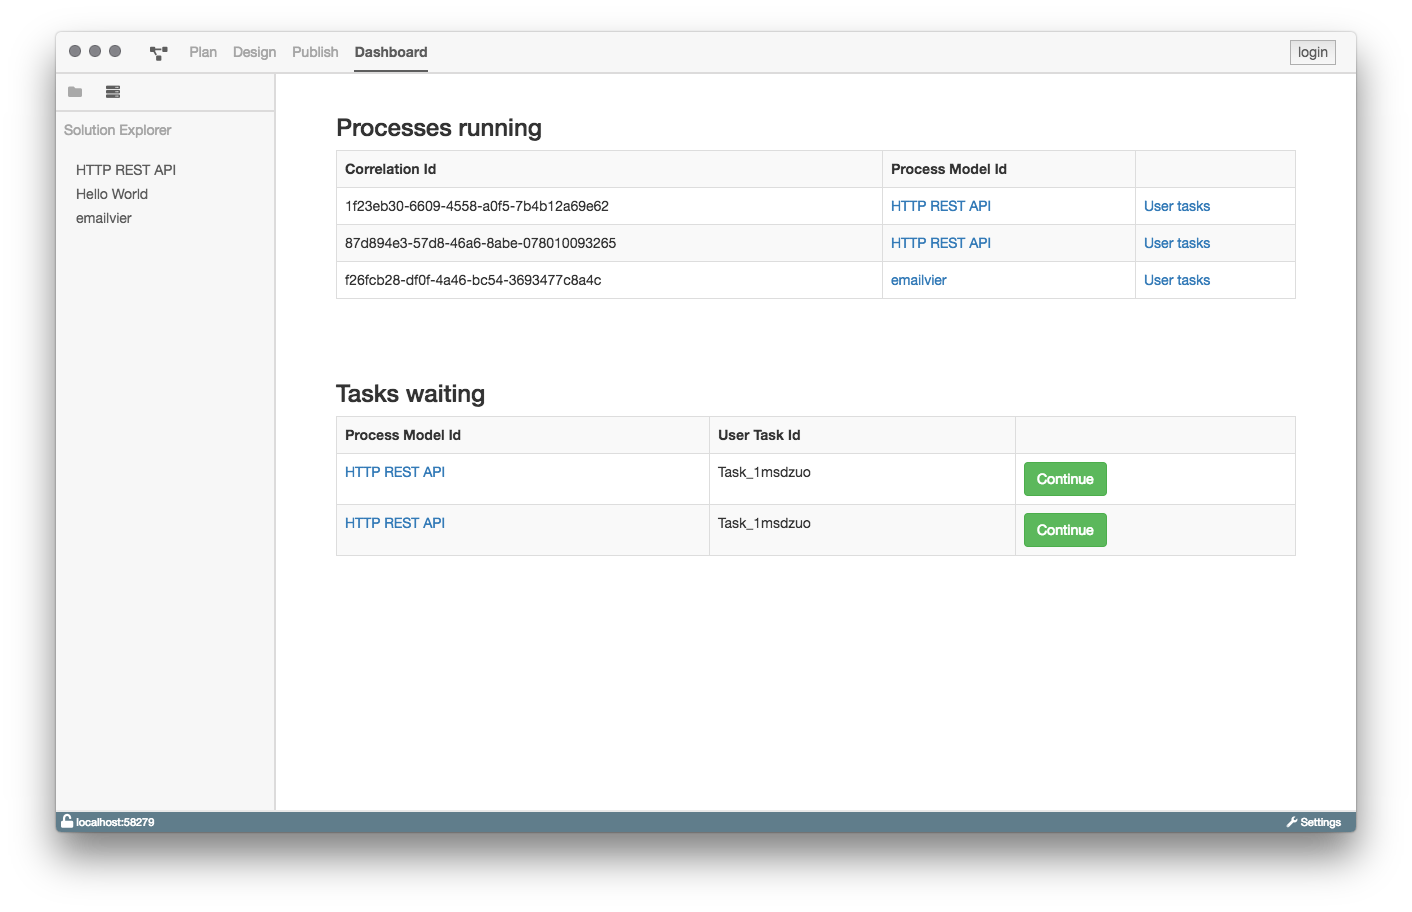 Plan Design Publish Dashboard login
Solution Explorer
HTTP REST API
Hello World
emailvier
Processes running
Correlation Id Process Model Id
1f23eb30-6609-4558-a0f5-7b4b12a69e62 HTTP REST API User tasks
87d894e3-57d8-46a6-8abe-078010093265 HTTP REST API User tasks
f26fcb28-df0f-4a46-bc54-3693477c8a4c emailvier User tasks
Tasks waiting
Process Model Id User Task Id
HTTP REST API Task_1msdzuo Continue
HTTP REST API Task_1msdzuo Continue
localhost:58279 Settings